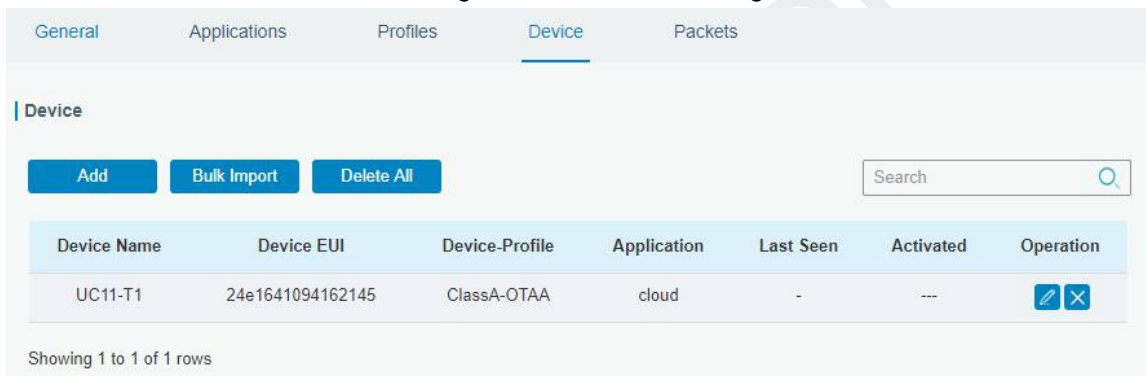 General Applications Profiles Device Packets
Device
Add Bulk Import Delete All Search
Device Name Device EUI Device-Profile Application Last Seen Activated Operation
UC11-T1 24e1641094162145 ClassA-OTAA cloud - ---
Showing 1 to 1 of 1 rows